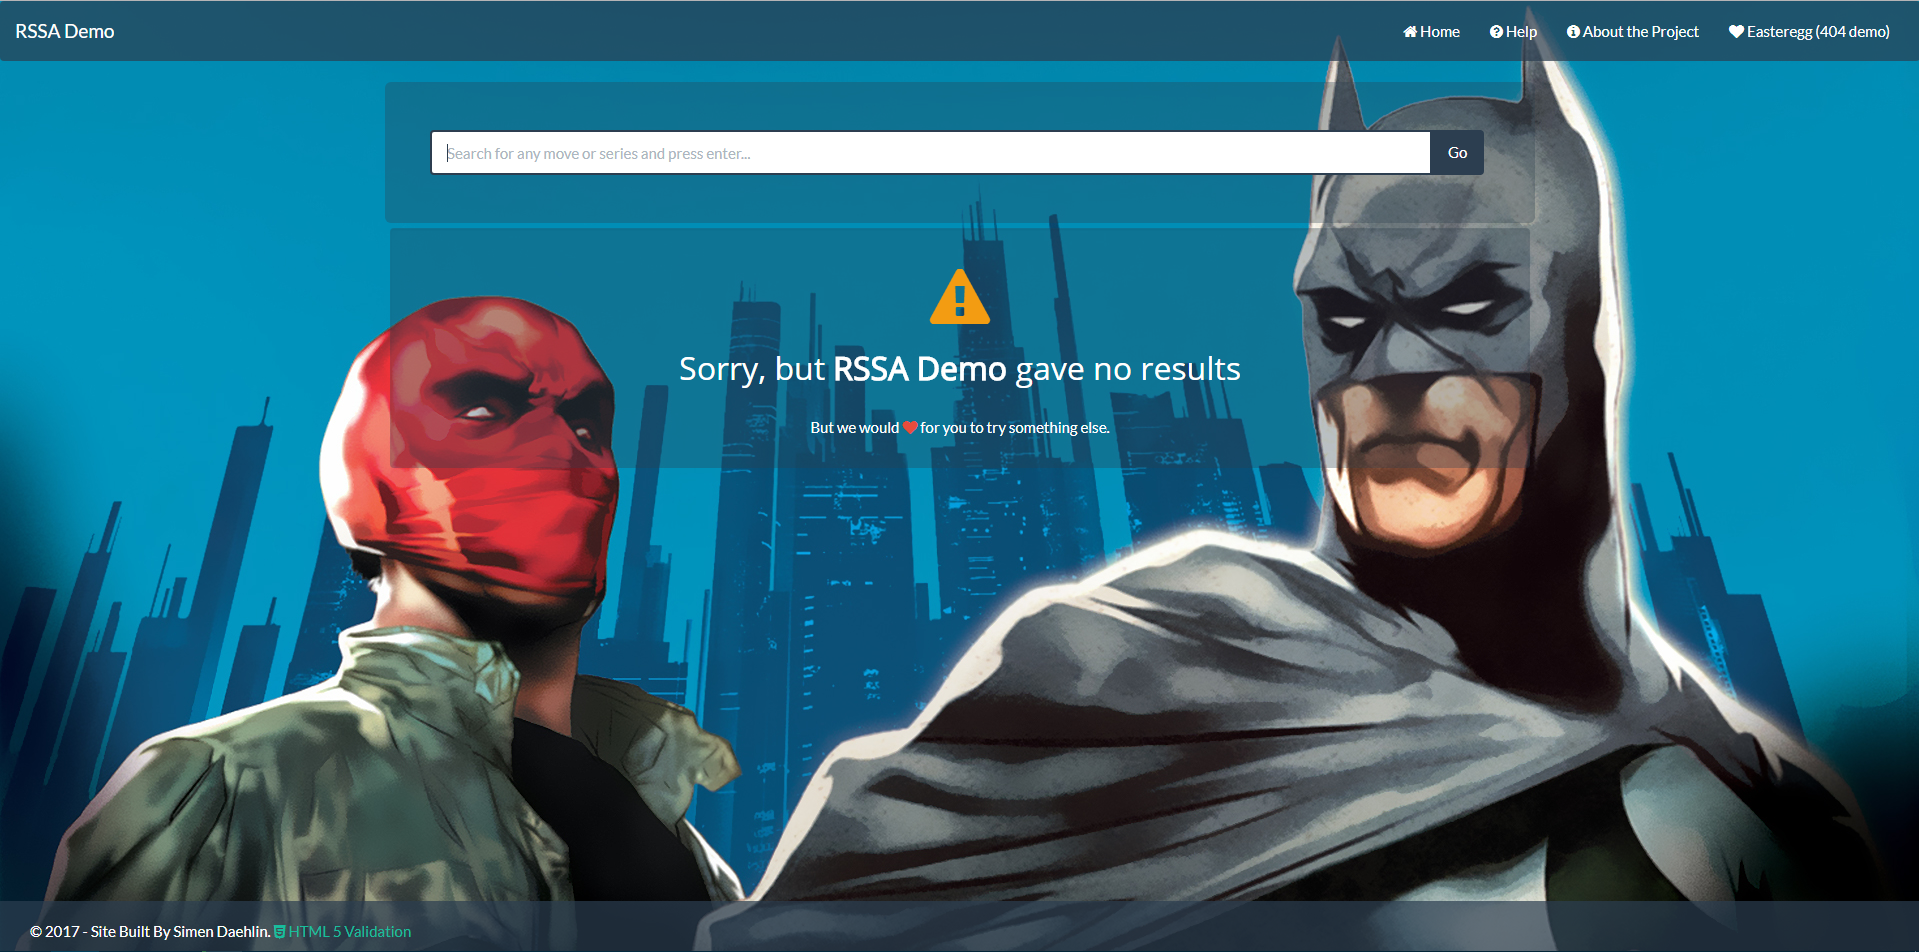 RSSA Demo
Home Help About the Project Easteregg (404 demo)
Search for any move or series and press enter... Go
Sorry, but RSSA Demo gave no results
But we would for you to try something else.
© 2017 - Site Built By Simen Daehlin. HTML 5 Validation